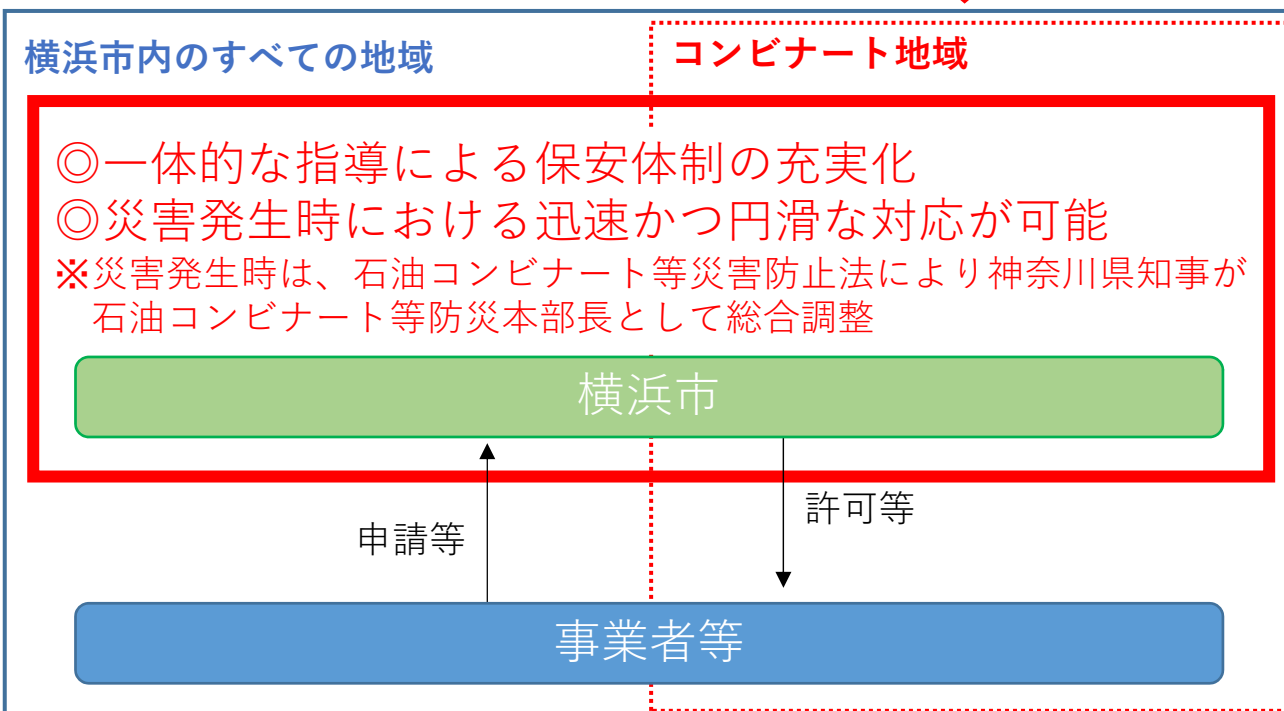 横浜市内のすべての地域
コンビナート地域
◎一体的な指導による保安体制の充実化
◎災害発生時における迅速かつ円滑な対応が可能
※災害発生時は、石油コンビナート等災害防止法により神奈川県知事が
石油コンビナート等防災本部長として総合調整
横浜市
申請等
許可等
事業者等